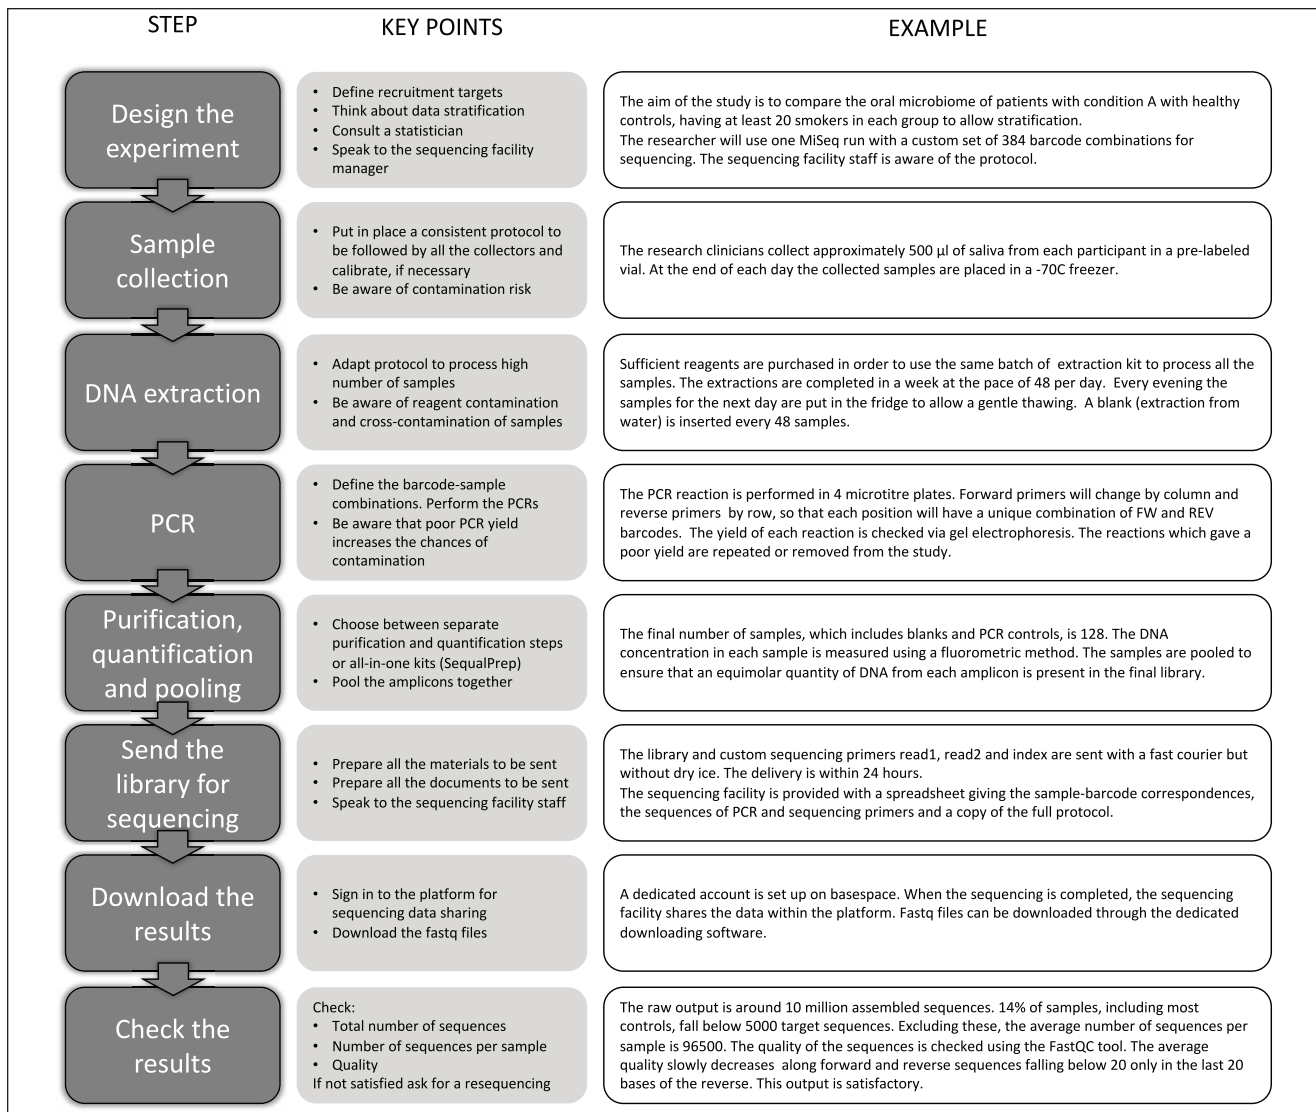 STEP
KEY POINTS
EXAMPLE
Design the
experiment
• Define recruitment targets
• Think about data stratification
• Consult a statistician
• Speak to the sequencing facility
manager
The aim of the study is to compare the oral microbiome of patients with condition A with healthy
controls, having at least 20 smokers in each group to allow stratification.
The researcher will use one MiSeq run with a custom set of 384 barcode combinations for
sequencing. The sequencing facility staff is aware of the protocol.
Sample
collection
• Put in place a consistent protocol to
be followed by all the collectors and
calibrate, if necessary
• Be aware of contamination risk
The research clinicians collect approximately 500 µl of saliva from each participant in a pre-labeled
vial. At the end of each day the collected samples are placed in a -70C freezer.
DNA extraction
• Adapt protocol to process high
number of samples
• Be aware of reagent contamination
and cross-contamination of samples
Sufficient reagents are purchased in order to use the same batch of extraction kit to process all the
samples. The extractions are completed in a week at the pace of 48 per day. Every evening the
samples for the next day are put in the fridge to allow a gentle thawing. A blank (extraction from
water) is inserted every 48 samples.
PCR
• Define the barcode-sample
combinations. Perform the PCRs
• Be aware that poor PCR yield
increases the chances of
contamination
The PCR reaction is performed in 4 microtitre plates. Forward primers will change by column and
reverse primers by row, so that each position will have a unique combination of FW and REV
barcodes. The yield of each reaction is checked via gel electrophoresis. The reactions which gave a
poor yield are repeated or removed from the study.
Purification,
quantification
and pooling
• Choose between separate
purification and quantification steps
or all-in-one kits (SequalPrep)
• Pool the amplicons together
The final number of samples, which includes blanks and PCR controls, is 128. The DNA
concentration in each sample is measured using a fluorometric method. The samples are pooled to
ensure that an equimolar quantity of DNA from each amplicon is present in the final library.
Send the
library for
sequencing
• Prepare all the materials to be sent
• Prepare all the documents to be sent
• Speak to the sequencing facility staff
The library and custom sequencing primers read1, read2 and index are sent with a fast courier but
without dry ice. The delivery is within 24 hours.
The sequencing facility is provided with a spreadsheet giving the sample-barcode correspondences,
the sequences of PCR and sequencing primers and a copy of the full protocol.
Download the
results
• Sign in to the platform for
sequencing data sharing
• Download the fastq files
A dedicated account is set up on basespace. When the sequencing is completed, the sequencing
facility shares the data within the platform. Fastq files can be downloaded through the dedicated
downloading software.
Check the
results
Check:
• Total number of sequences
• Number of sequences per sample
• Quality
If not satisfied ask for a resequencing
The raw output is around 10 million assembled sequences. 14% of samples, including most
controls, fall below 5000 target sequences. Excluding these, the average number of sequences per
sample is 96500. The quality of the sequences is checked using the FastQC tool. The average
quality slowly decreases along forward and reverse sequences falling below 20 only in the last 20
bases of the reverse. This output is satisfactory.